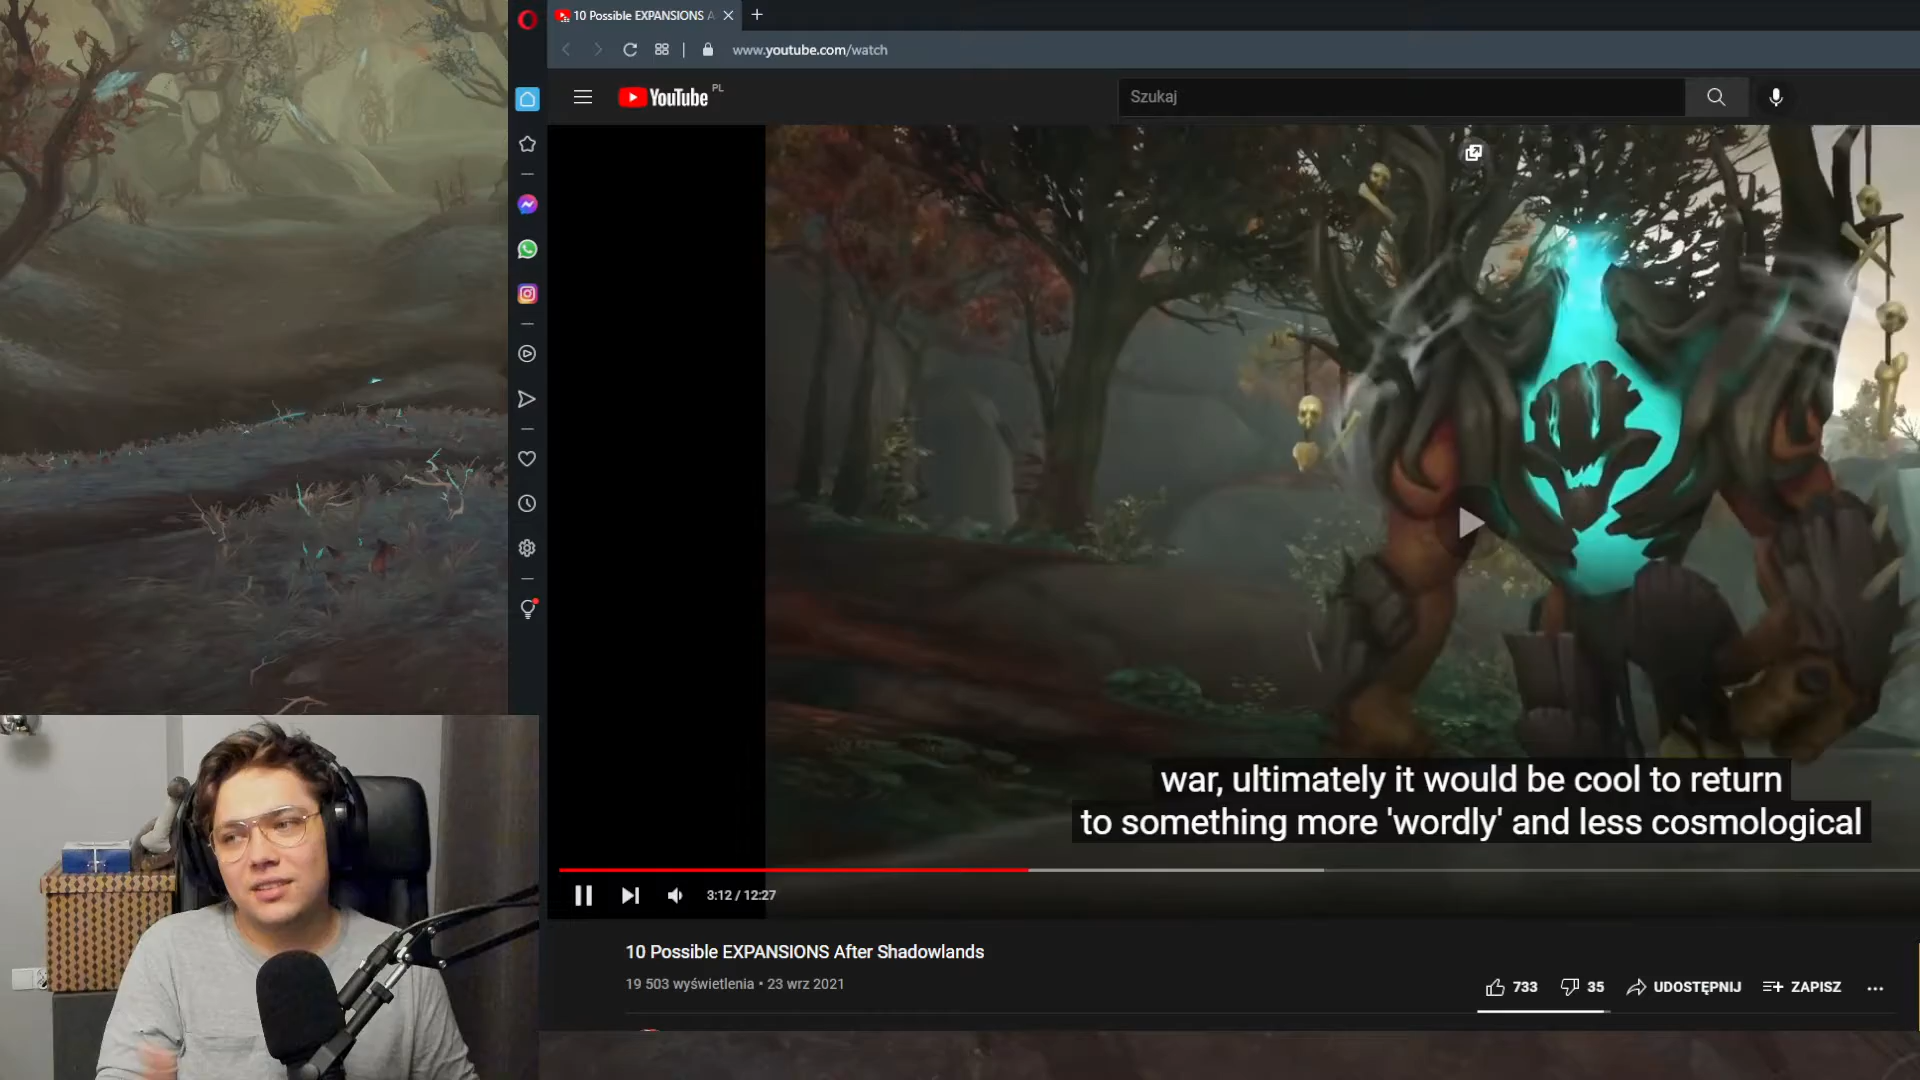 10 Possible EXPANSIONS A
www.youtube.com/watch
YouTube PL
Szukaj
war, ultimately it would be cool to return
to something more 'wordly' and less cosmological
3:12 / 12:27
10 Possible EXPANSIONS After Shadowlands
19 503 wyświetlenia • 23 wrz 2021
733
35
UDOSTĘPNIJ
ZAPISZ